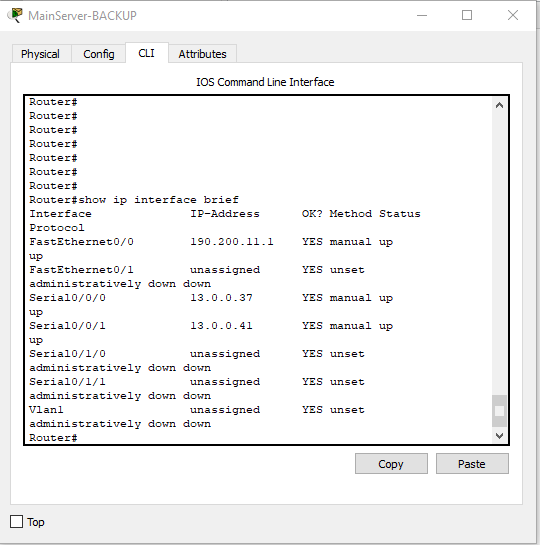 MainServer-BACKUP
Physical Config CLI Attributes
IOS Command Line Interface
Router#
Router#
Router#
Router#
Router#
Router#
Router#
Router#show ip interface brief
Interface IP-Address OK? Method Status
Protocol
FastEthernet0/0 190.200.11.1 YES manual up
up
FastEthernet0/1 unassigned YES unset
administratively down down
Serial0/0/0 13.0.0.37 YES manual up
up
Serial0/0/1 13.0.0.41 YES manual up
up
Serial0/1/0 unassigned YES unset
administratively down down
Serial0/1/1 unassigned YES unset
administratively down down
Vlan1 unassigned YES unset
administratively down down
Router#
Copy Paste
Top